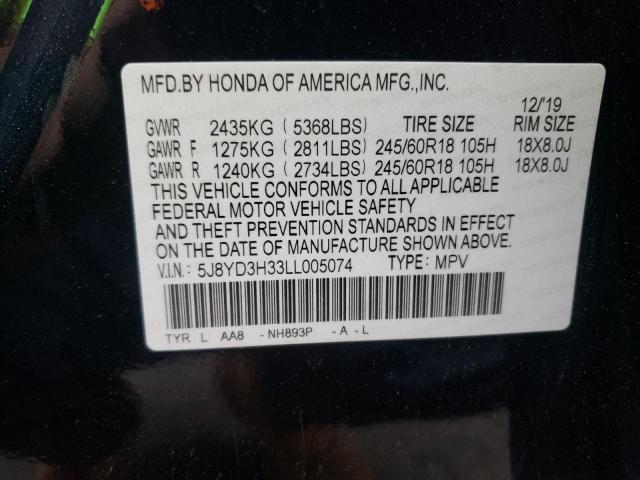 MFD.BY HONDA OF AMERICA MFG.,INC.
12/'19
GVWR 2435KG ( 5368LBS) TIRE SIZE RIM SIZE
GAWR F 1275KG ( 2811LBS) 245/60R18 105H 18X8.0J
GAWR R 1240KG ( 2734LBS) 245/60R18 105H 18X8.0J
THIS VEHICLE CONFORMS TO ALL APPLICABLE
FEDERAL MOTOR VEHICLE SAFETY
AND THEFT PREVENTION STANDARDS IN EFFECT
ON THE DATE OF MANUFACTURE SHOWN ABOVE.
V.I.N.: 5J8YD3H33LL005074 TYPE: MPV
TYR L AA8 -NH893P -A-L